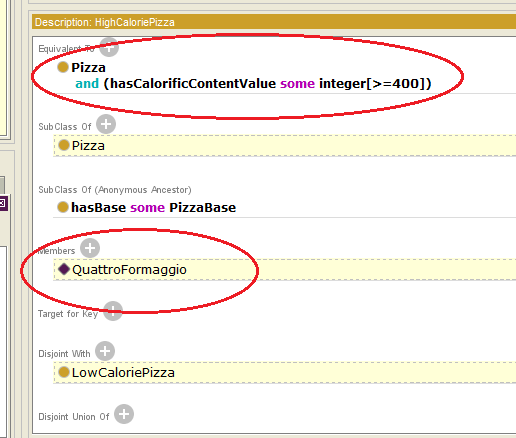 Description: HighCaloriePizza
Equivalent To
Pizza
and (hasCalorificContentValue some integer[>=400])
SubClass Of
Pizza
SubClass Of (Anonymous Ancestor)
hasBase some PizzaBase
Members
QuattroFormaggio
Target for Key
Disjoint With
LowCaloriePizza
Disjoint Union Of